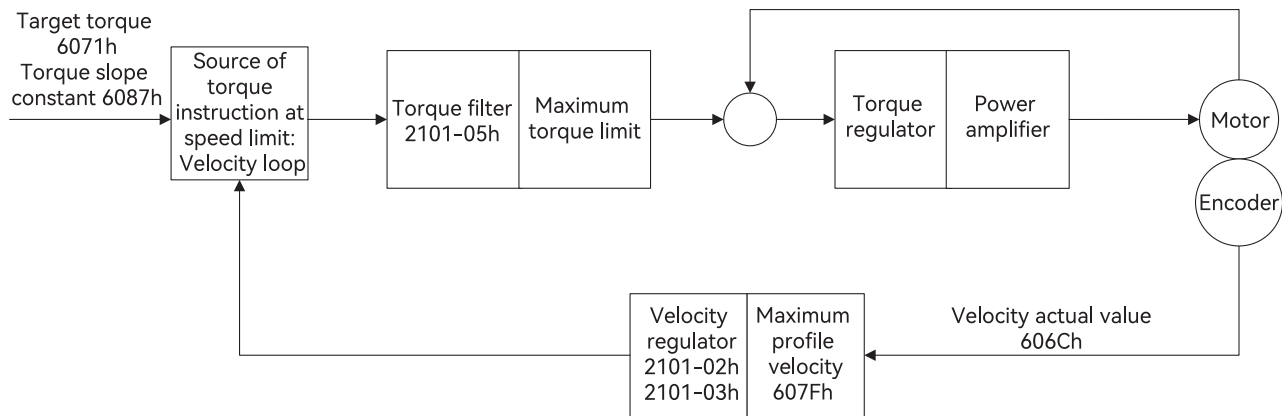 Target torque
6071h
Torque slope
constant 6087h
Source of
torque
instruction at
speed limit:
Velocity loop
Torque filter
2101-05h
Maximum
torque limit
Torque
regulator
Power
amplifier
Motor
Encoder
Velocity
regulator
2101-02h
2101-03h
Maximum
profile
velocity
607Fh
Velocity actual value
606Ch